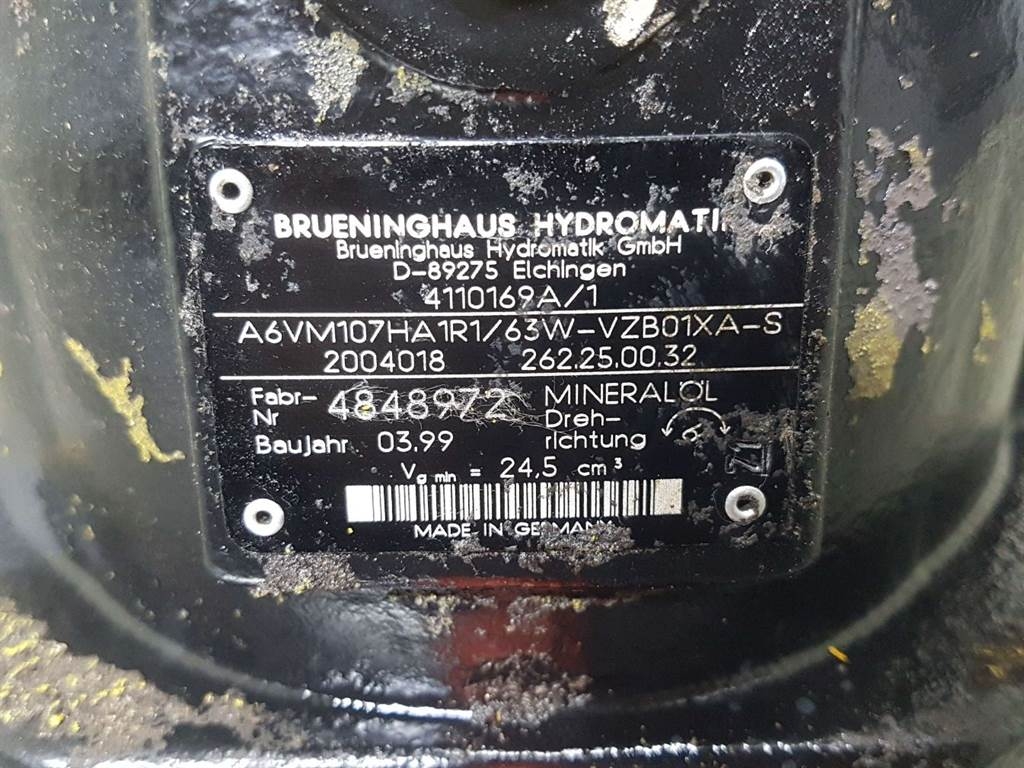 BRUENINGHAUS HYDROMATI
Brueninghaus Hydromatik GmbH
D-89275 Elchingen
4110169A/1
A6VM107HA1R1/63W-VZB01XA-S
2004018 262.25.00.32
Fabr-Nr 4848972 MINERALÖL
Baujahr 03.99 Dreh-richtung
Vg min = 24,5 cm³
MADE IN GERMANY